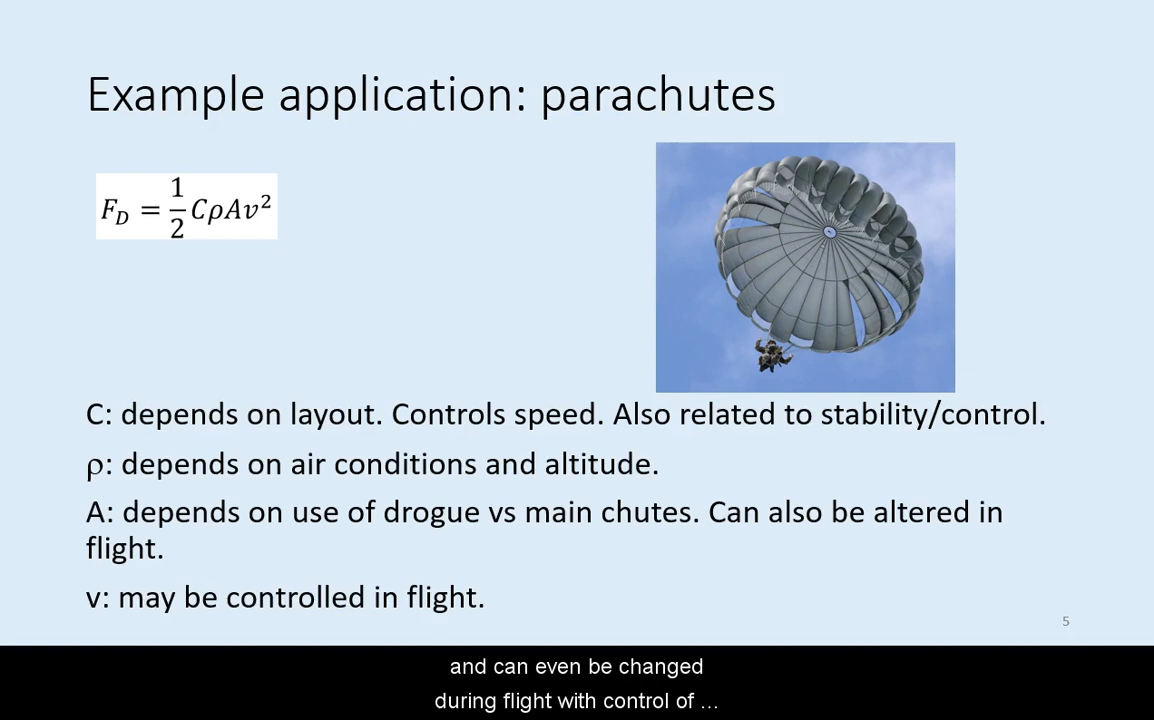 Example application: parachutes
F_D = 1/2 CρAv²
C: depends on layout. Controls speed. Also related to stability/control.
ρ: depends on air conditions and altitude.
A: depends on use of drogue vs main chutes. Can also be altered in
flight.
v: may be controlled in flight.
5
and can even be changed
during flight with control of ...